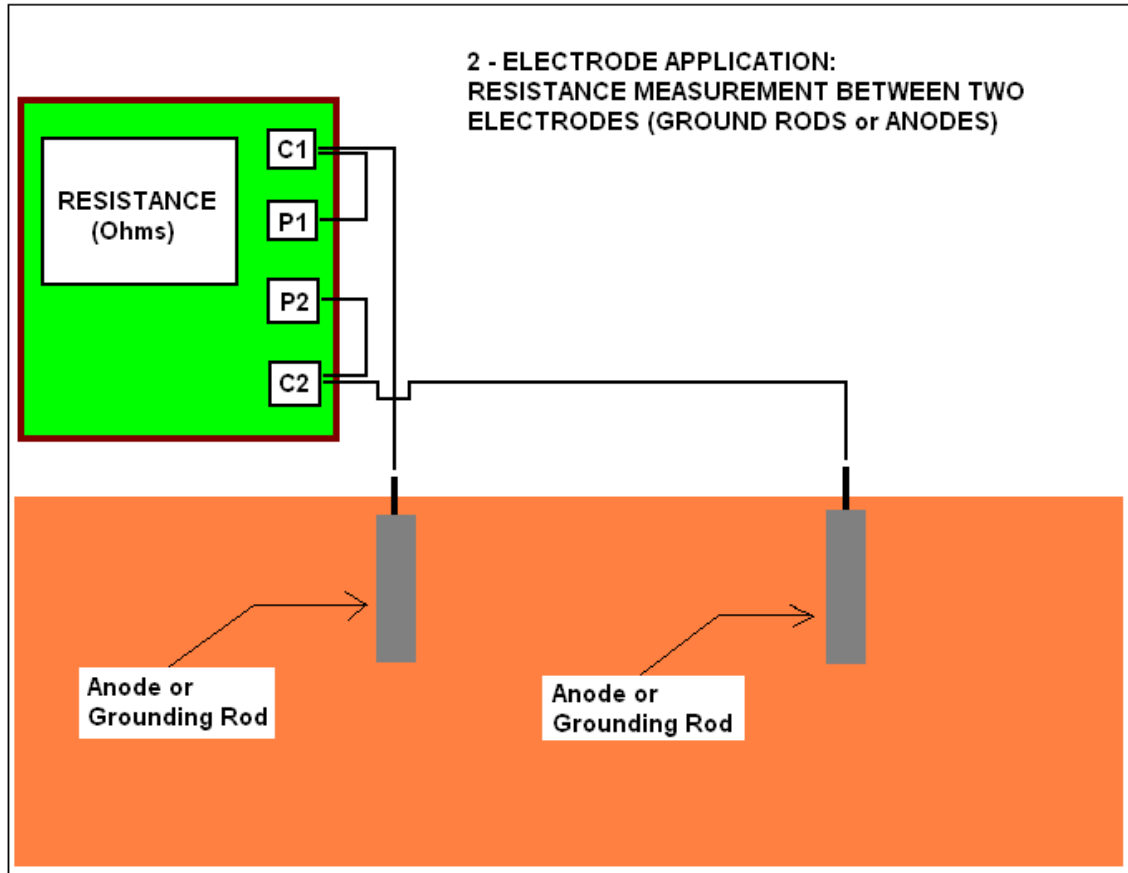 2 - ELECTRODE APPLICATION:
RESISTANCE MEASUREMENT BETWEEN TWO
ELECTRODES (GROUND RODS or ANODES)
RESISTANCE
(Ohms)
C1
P1
P2
C2
Anode or
Grounding Rod
Anode or
Grounding Rod